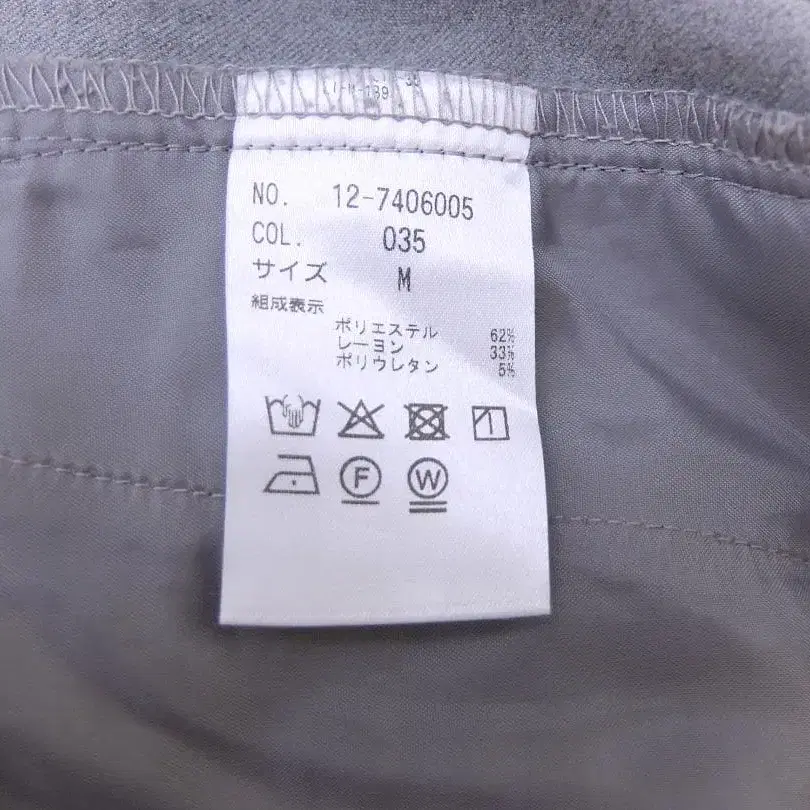 NO. 12-7406005
COL. 035
サイズ M
組成表示
ポリエステル 62%
レーヨン 33%
ポリウレタン 5%
F W